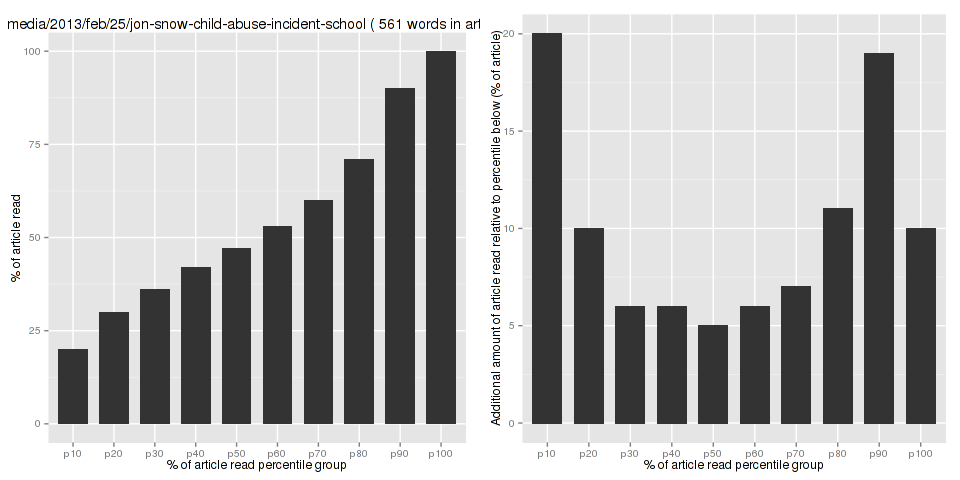 media/2013/feb/25/jon-snow-child-abuse-incident-school ( 561 words in art
% of article read
100
75
50
25
0
p10 p20 p30 p40 p50 p60 p70 p80 p90 p100
% of article read percentile group
Additional amount of article read relative to percentile below (% of article)
20
15
10
5
0
p10 p20 p30 p40 p50 p60 p70 p80 p90 p100
% of article read percentile group